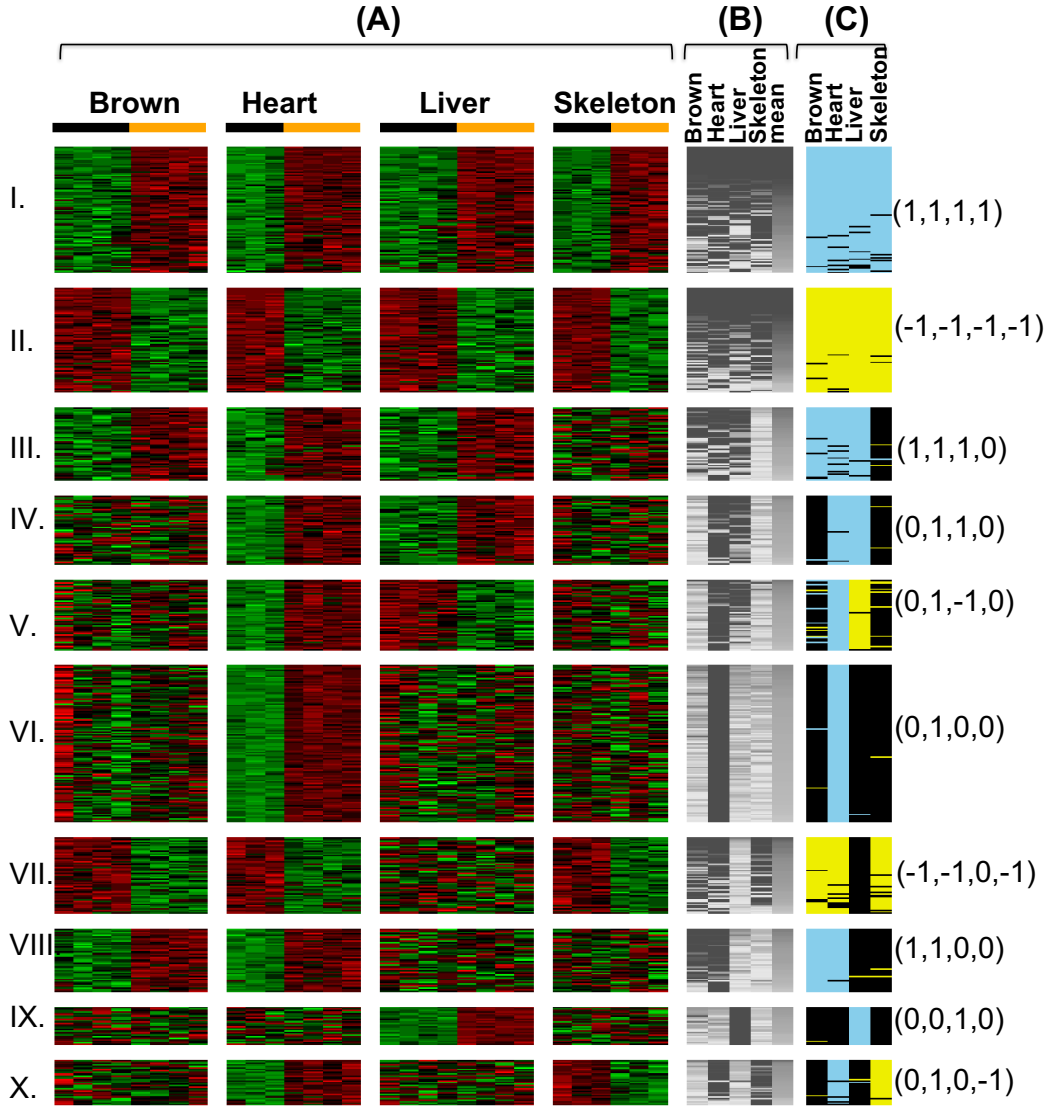 (A) (B) (C)
Brown Heart Liver Skeleton
Brown
Heart
Liver
Skeleton
mean
Brown
Heart
Liver
Skeleton
I. (1,1,1,1)
II. (-1,-1,-1,-1)
III. (1,1,1,0)
IV. (0,1,1,0)
V. (0,1,-1,0)
VI. (0,1,0,0)
VII. (-1,-1,0,-1)
VIII. (1,1,0,0)
IX. (0,0,1,0)
X. (0,1,0,-1)